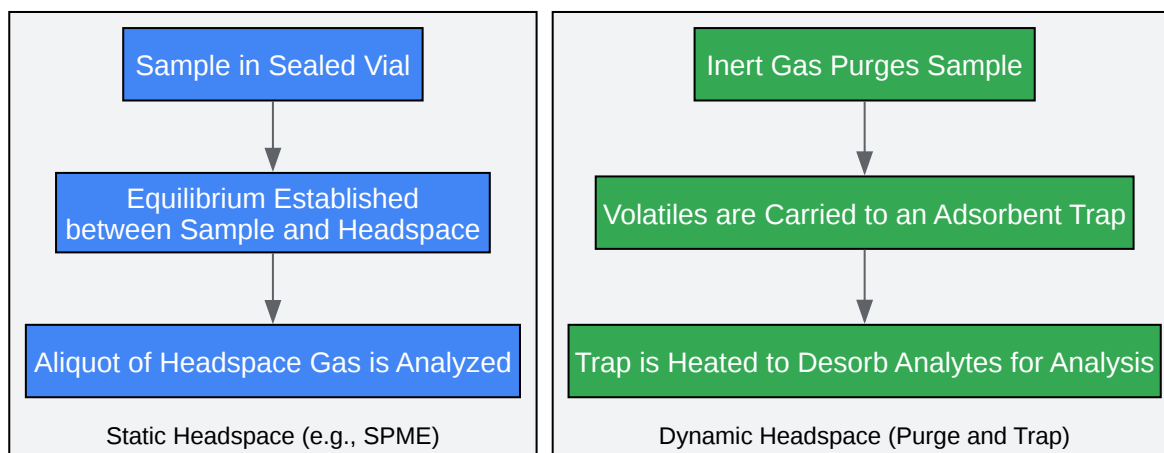 Sample in Sealed Vial
Equilibrium Established
between Sample and Headspace
Aliquot of Headspace Gas is Analyzed
Static Headspace (e.g., SPME)
Inert Gas Purges Sample
Volatiles are Carried to an Adsorbent Trap
Trap is Heated to Desorb Analytes for Analysis
Dynamic Headspace (Purge and Trap)